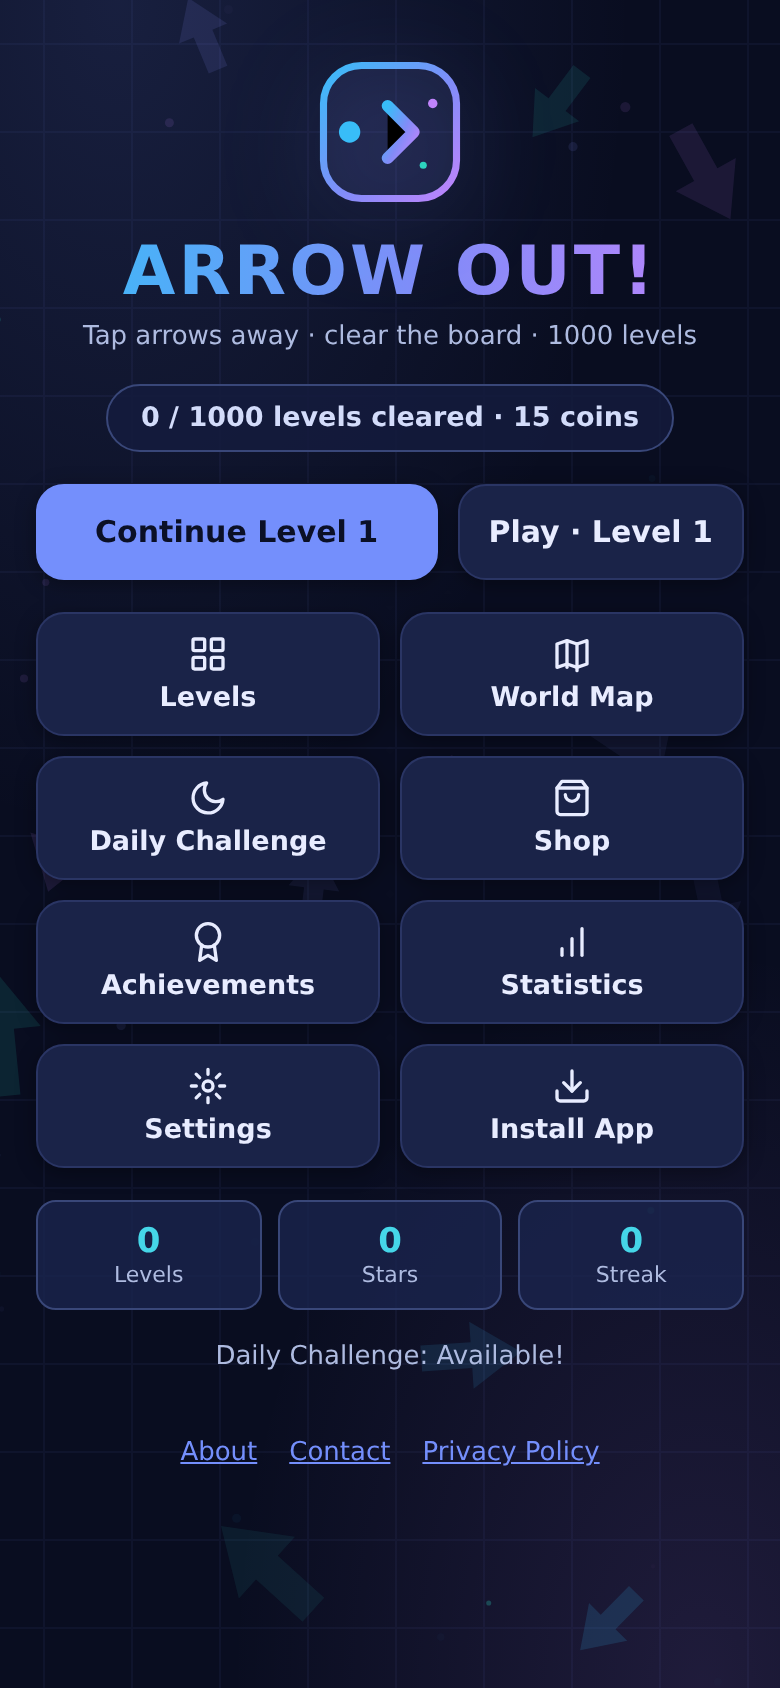 ARROW OUT!
Tap arrows away · clear the board · 1000 levels
0 / 1000 levels cleared · 15 coins
Continue Level 1
Play · Level 1
Levels
World Map
Daily Challenge
Shop
Achievements
Statistics
Settings
Install App
0
Levels
0
Stars
0
Streak
Daily Challenge: Available!
About
Contact
Privacy Policy